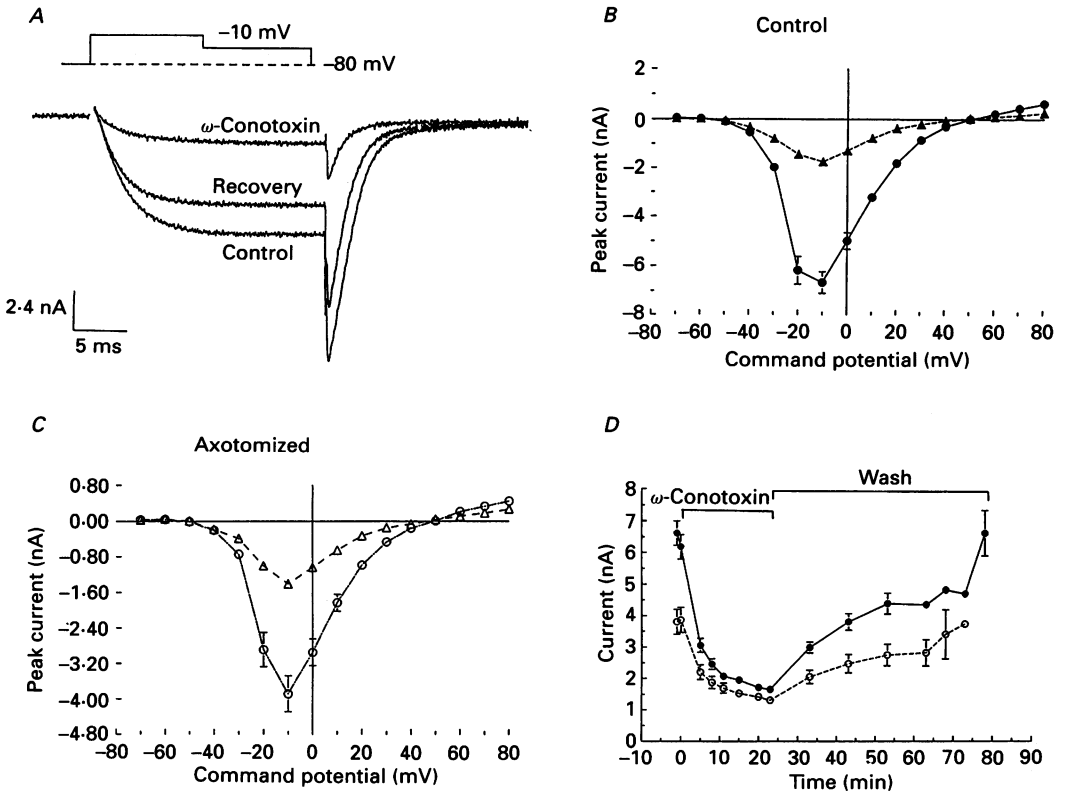 A
−10 mV
−80 mV
ω-Conotoxin
Recovery
Control
2·4 nA
5 ms
B
Control
2
0
−2
−4
−6
−8
Peak current (nA)
−80 −60 −40 −20 0 20 40 60 80
Command potential (mV)
C
Axotomized
0·80
0.00
−0·80
−1·60
−2·40
−3·20
−4·00
−4·80
Peak current (nA)
−80 −60 −40 −20 0 20 40 60 80
Command potential (mV)
D
Wash
ω-Conotoxin
8
7
6
5
4
3
2
1
0
Current (nA)
−10 0 10 20 30 40 50 60 70 80 90
Time (min)